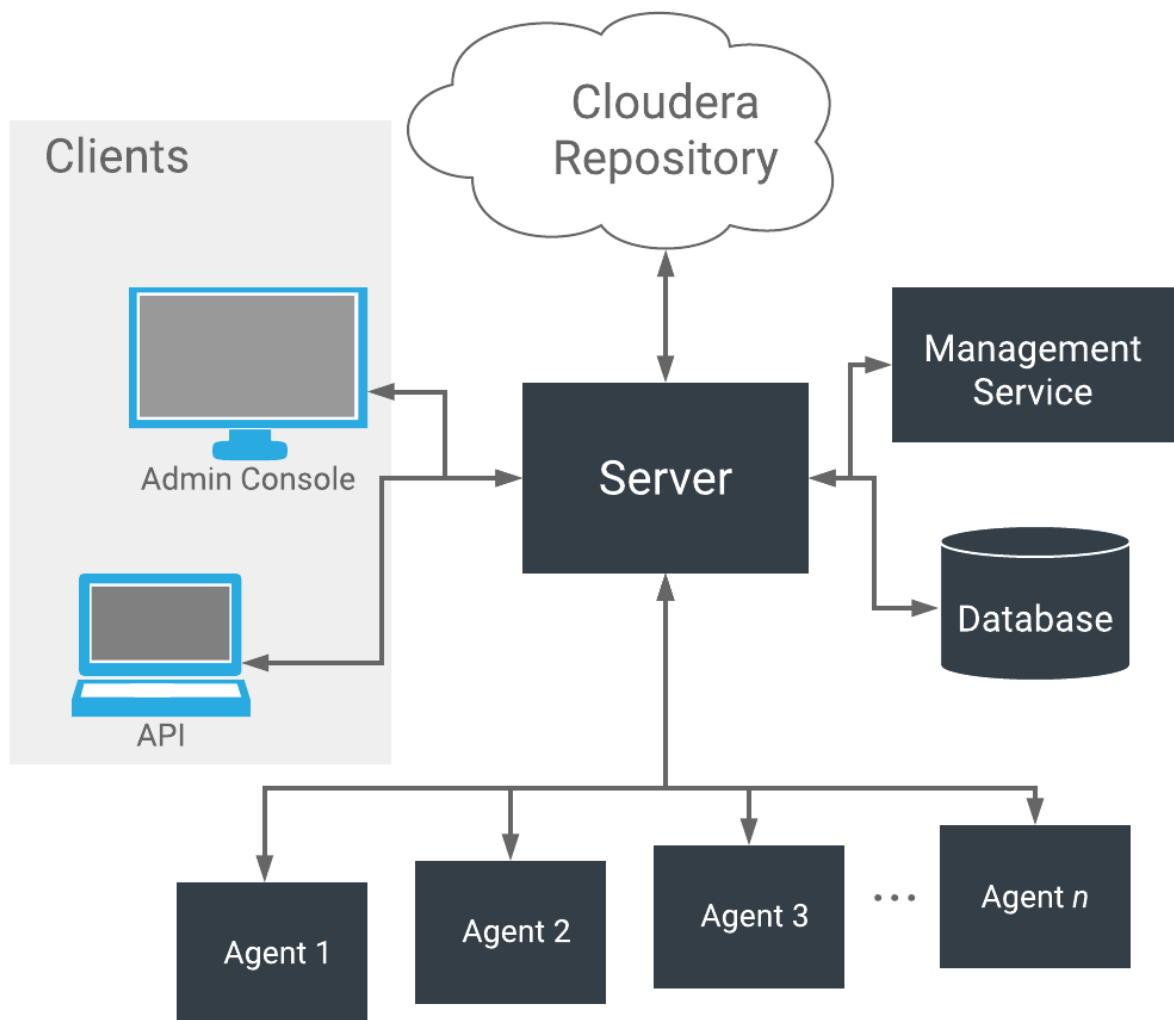 Cloudera
Repository
Clients
Management
Service
Server
Admin Console
Database
API
Agent 1
Agent 2
Agent 3
...
Agent n